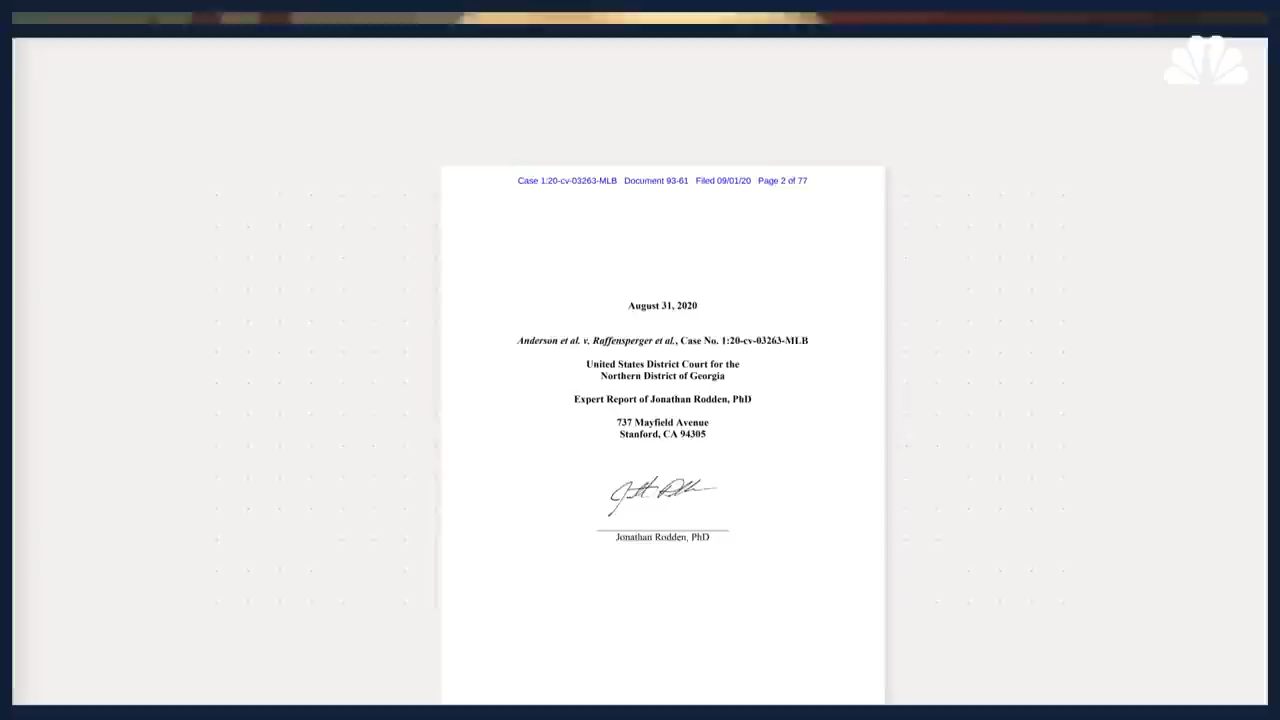 Case 1:20-cv-03263-MLB Document 93-61 Filed 09/01/20 Page 2 of 77
August 31, 2020
Anderson et al. v. Raffensperger et al., Case No. 1:20-cv-03263-MLB
United States District Court for the
Northern District of Georgia
Expert Report of Jonathan Rodden, PhD
737 Mayfield Avenue
Stanford, CA 94305
Jonathan Rodden, PhD